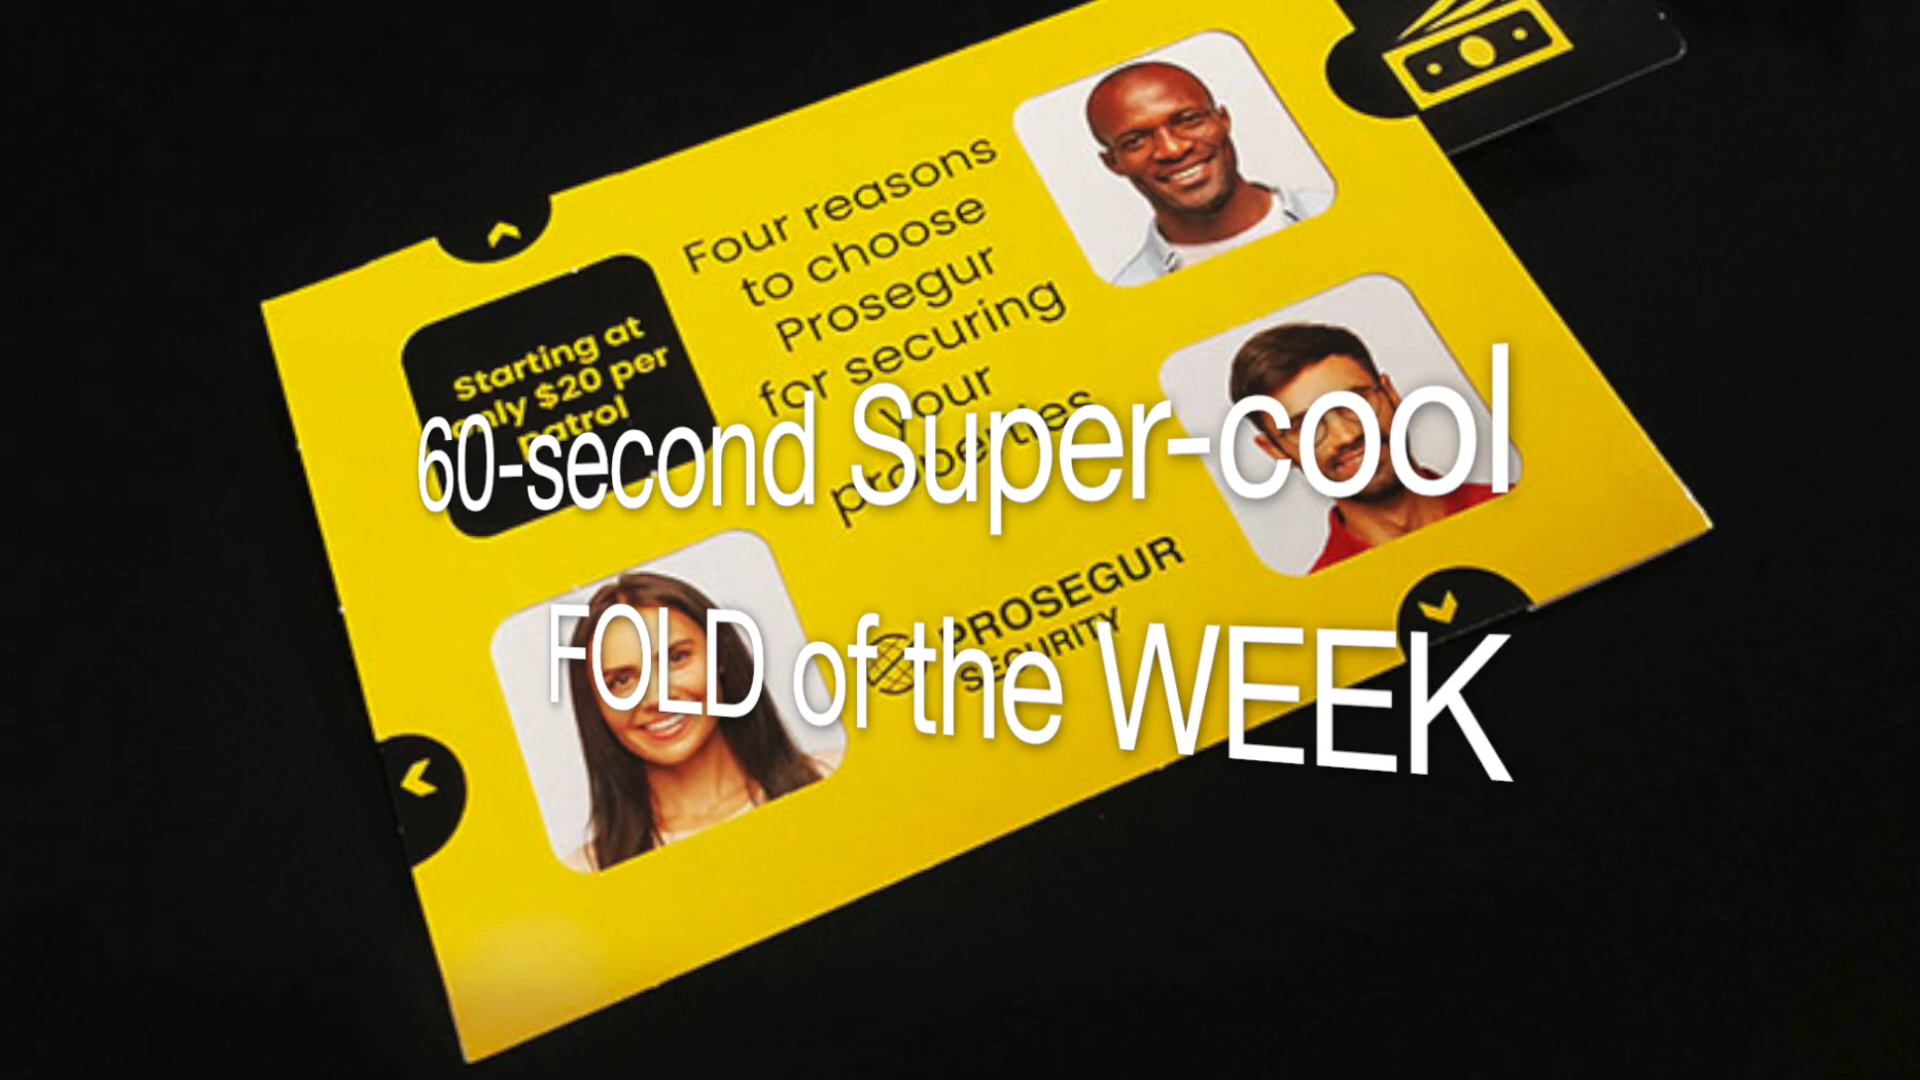 Four reasons
to choose
Prosegur
for securing
your
properties
Starting at
only $20 per
patrol
60-second Super-cool
FOLD of the WEEK
PROSEGUR
SECURITY